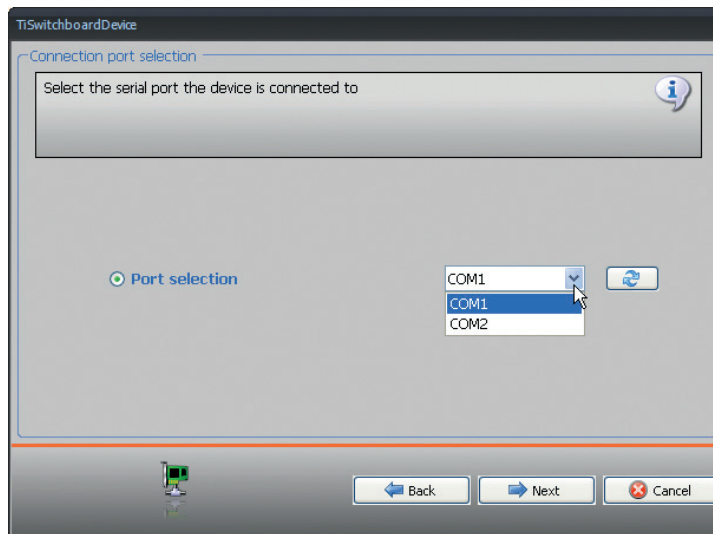 TiSwitchboardDevice
Connection port selection
Select the serial port the device is connected to
Port selection
COM1
COM1
COM2
Back
Next
Cancel